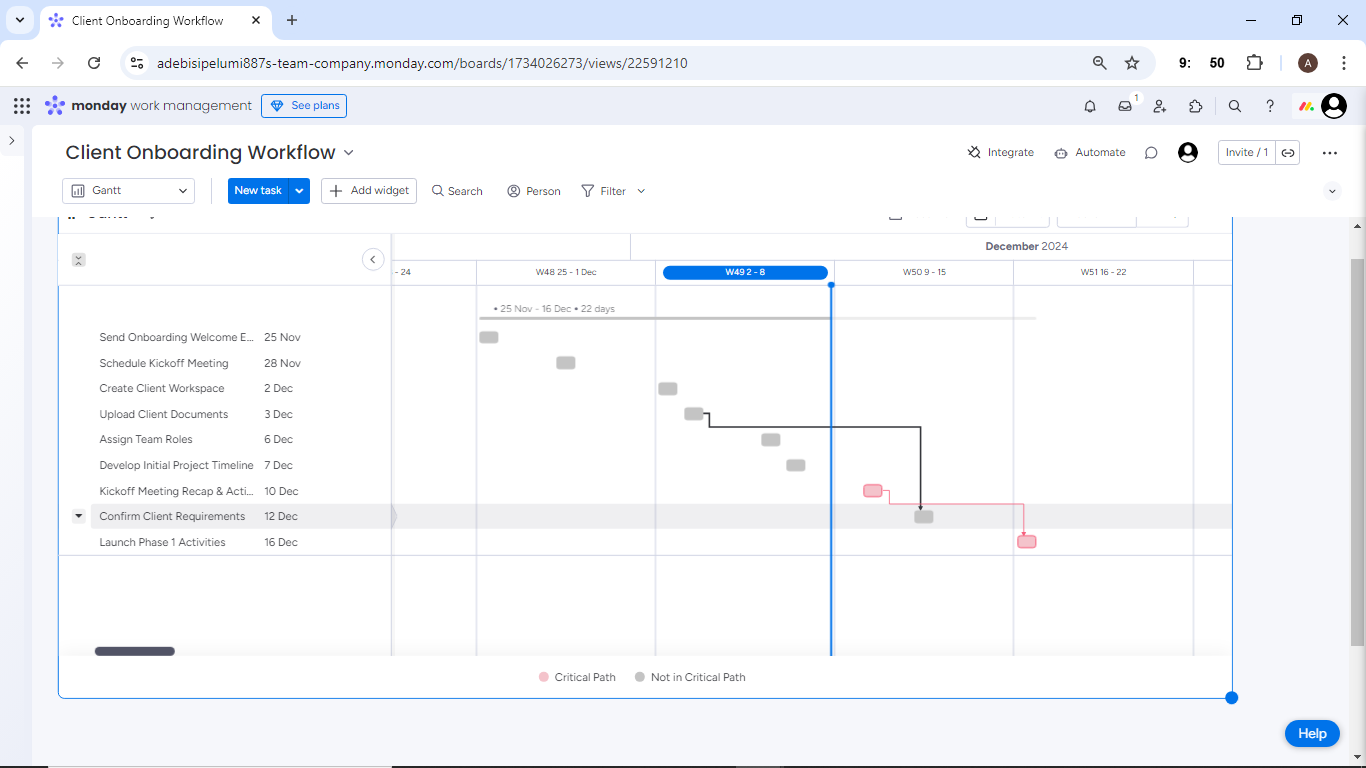 Client Onboarding Workflow
adebisipelumi887s-team-company.monday.com/boards/1734026273/views/22591210
9: 50
A
monday work management
See plans
1
Client Onboarding Workflow
Integrate
Automate
Invite / 1
Gantt
New task
Add widget
Search
Person
Filter
December 2024
- 24
W48 25 - 1 Dec
W49 2 - 8
W50 9 - 15
W51 16 - 22
• 25 Nov - 16 Dec • 22 days
Send Onboarding Welcome E... 25 Nov
Schedule Kickoff Meeting 28 Nov
Create Client Workspace 2 Dec
Upload Client Documents 3 Dec
Assign Team Roles 6 Dec
Develop Initial Project Timeline 7 Dec
Kickoff Meeting Recap & Acti... 10 Dec
Confirm Client Requirements 12 Dec
Launch Phase 1 Activities 16 Dec
Critical Path
Not in Critical Path
Help